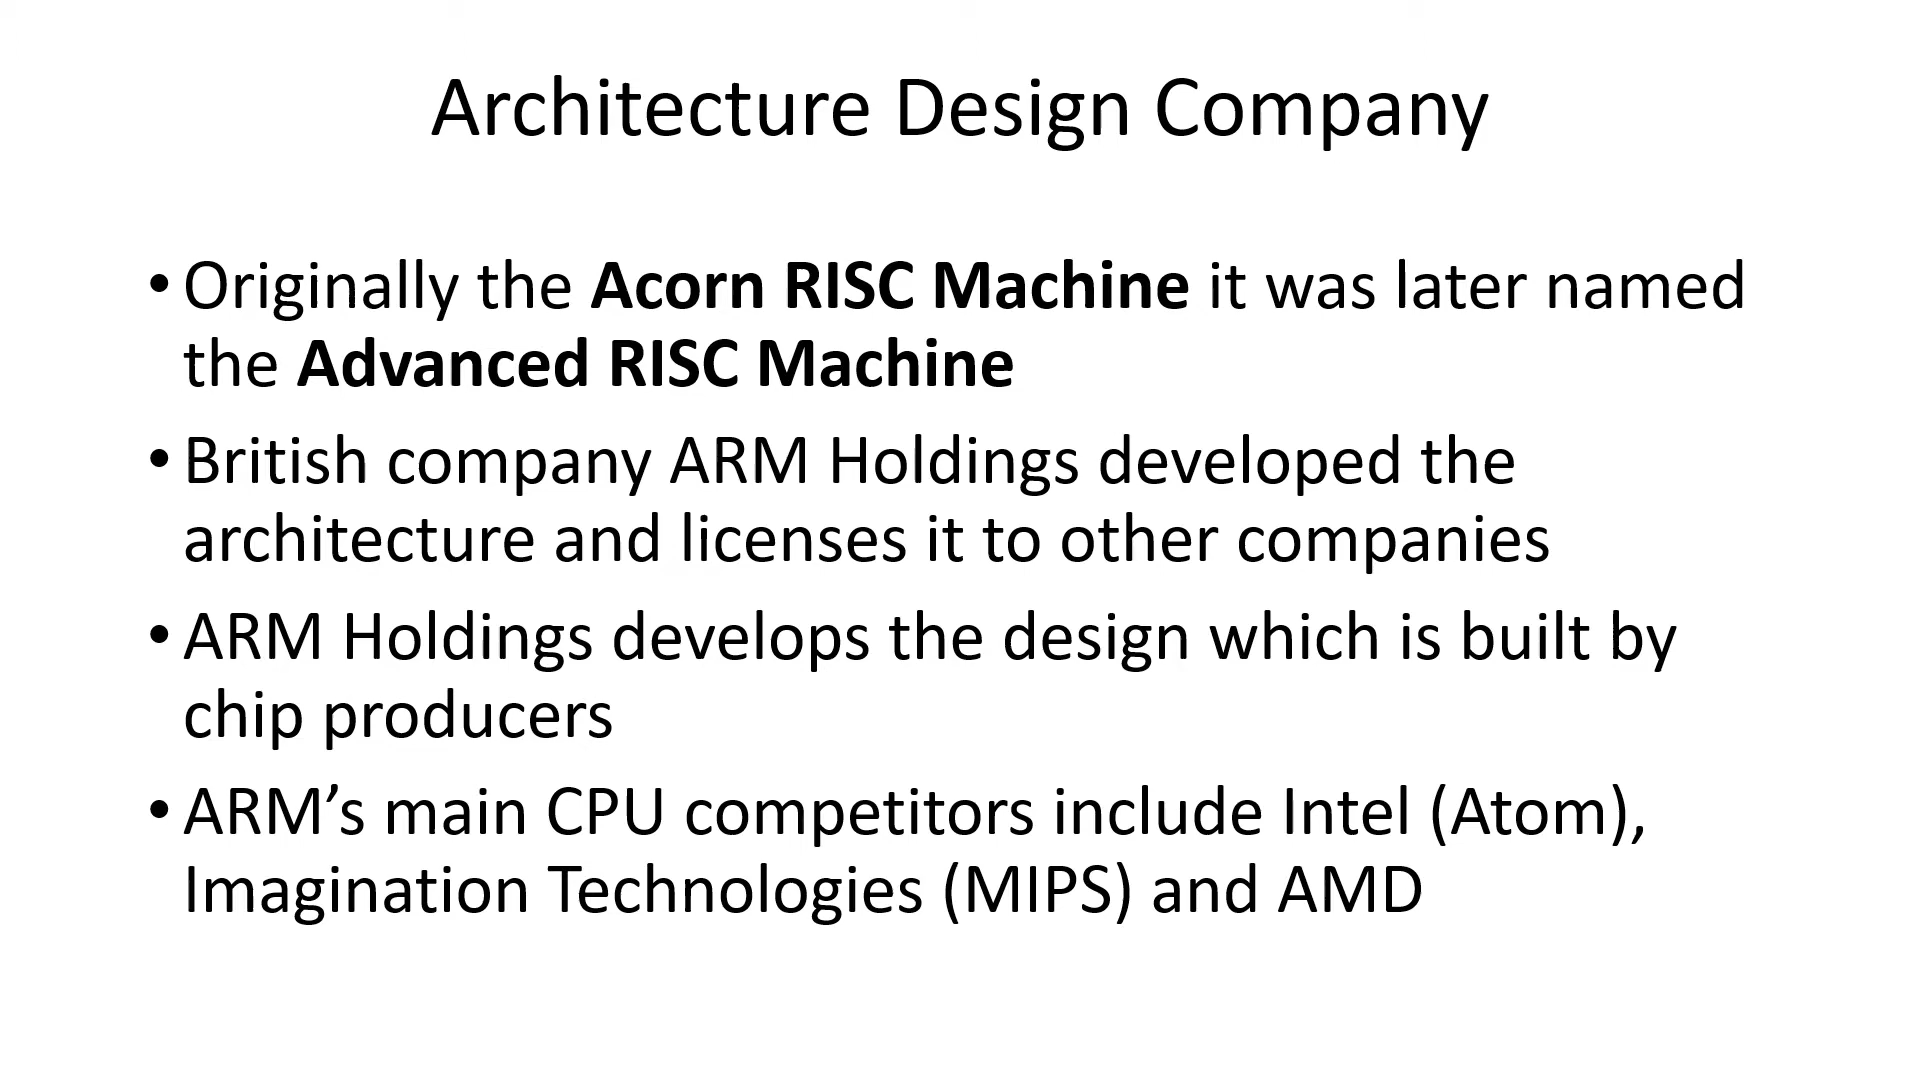 Architecture Design Company
• Originally the Acorn RISC Machine it was later named
the Advanced RISC Machine
• British company ARM Holdings developed the
architecture and licenses it to other companies
• ARM Holdings develops the design which is built by
chip producers
• ARM’s main CPU competitors include Intel (Atom),
Imagination Technologies (MIPS) and AMD